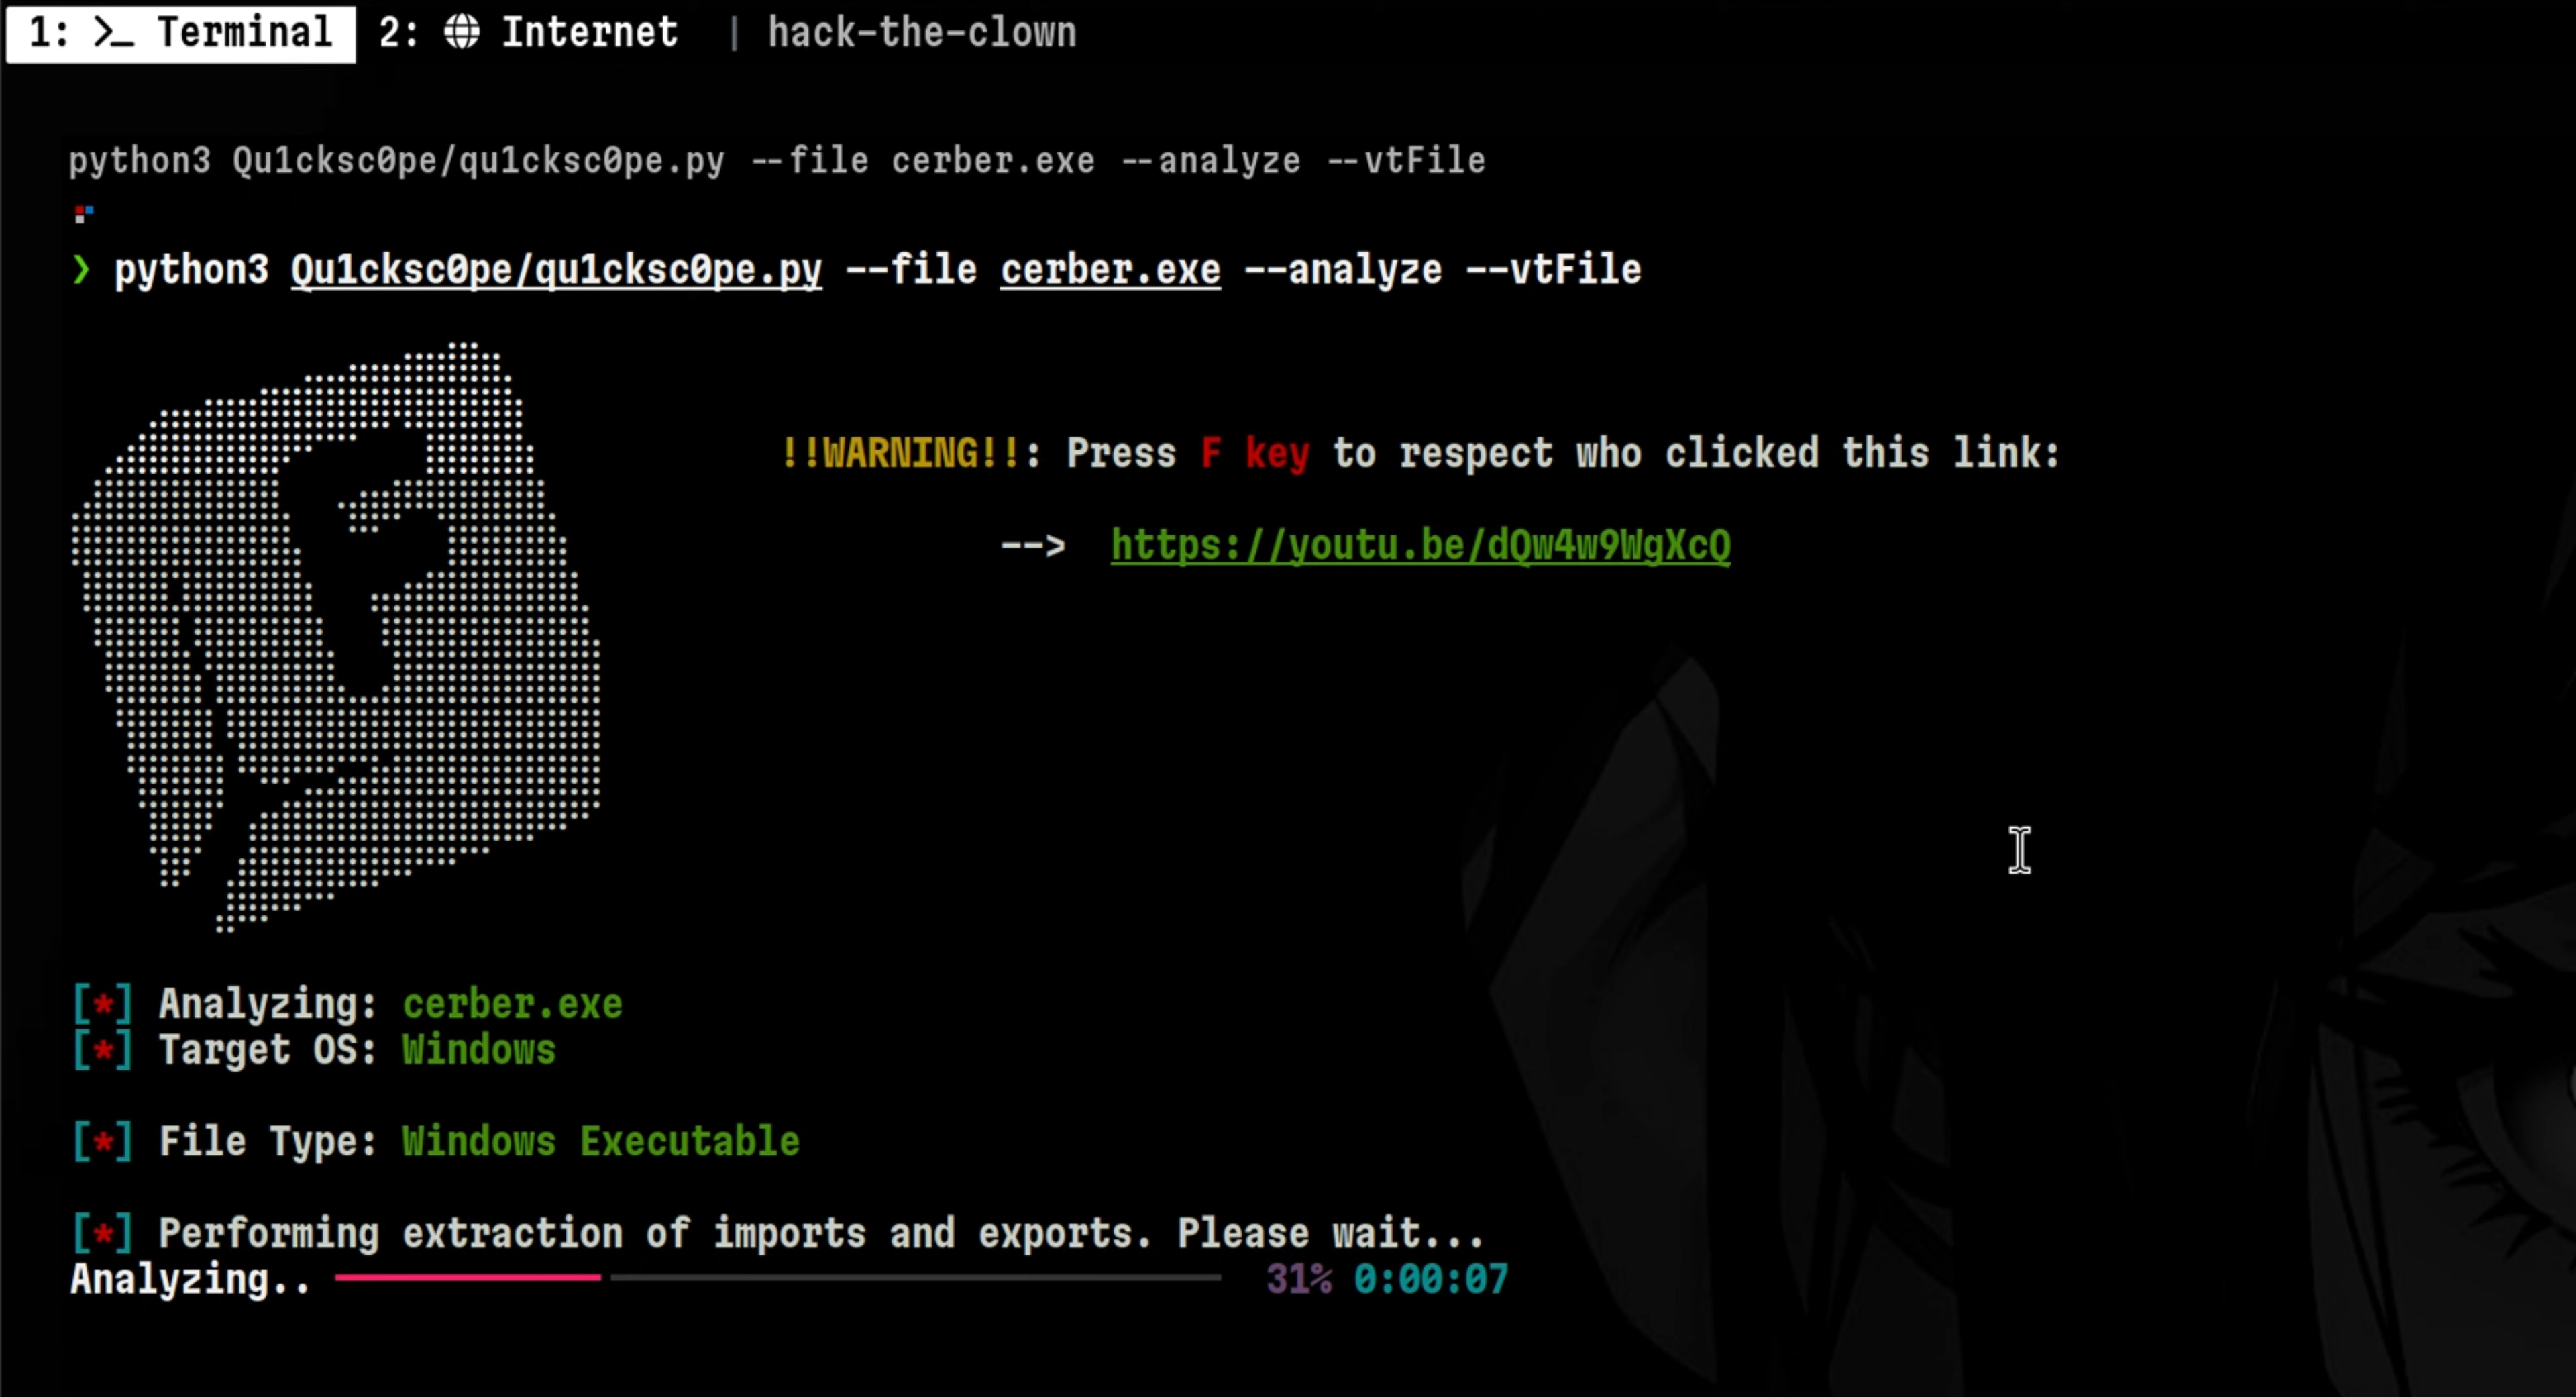 1: >_ Terminal 2: Internet | hack-the-clown
python3 Qu1cksc0pe/qu1cksc0pe.py --file cerber.exe --analyze --vtFile
❯ python3 Qu1cksc0pe/qu1cksc0pe.py --file cerber.exe --analyze --vtFile
F
!!WARNING!!: Press F key to respect who clicked this link:
--> https://youtu.be/dQw4w9WgXcQ
[*] Analyzing: cerber.exe
[*] Target OS: Windows
[*] File Type: Windows Executable
[*] Performing extraction of imports and exports. Please wait...
Analyzing.. 31% 0:00:07